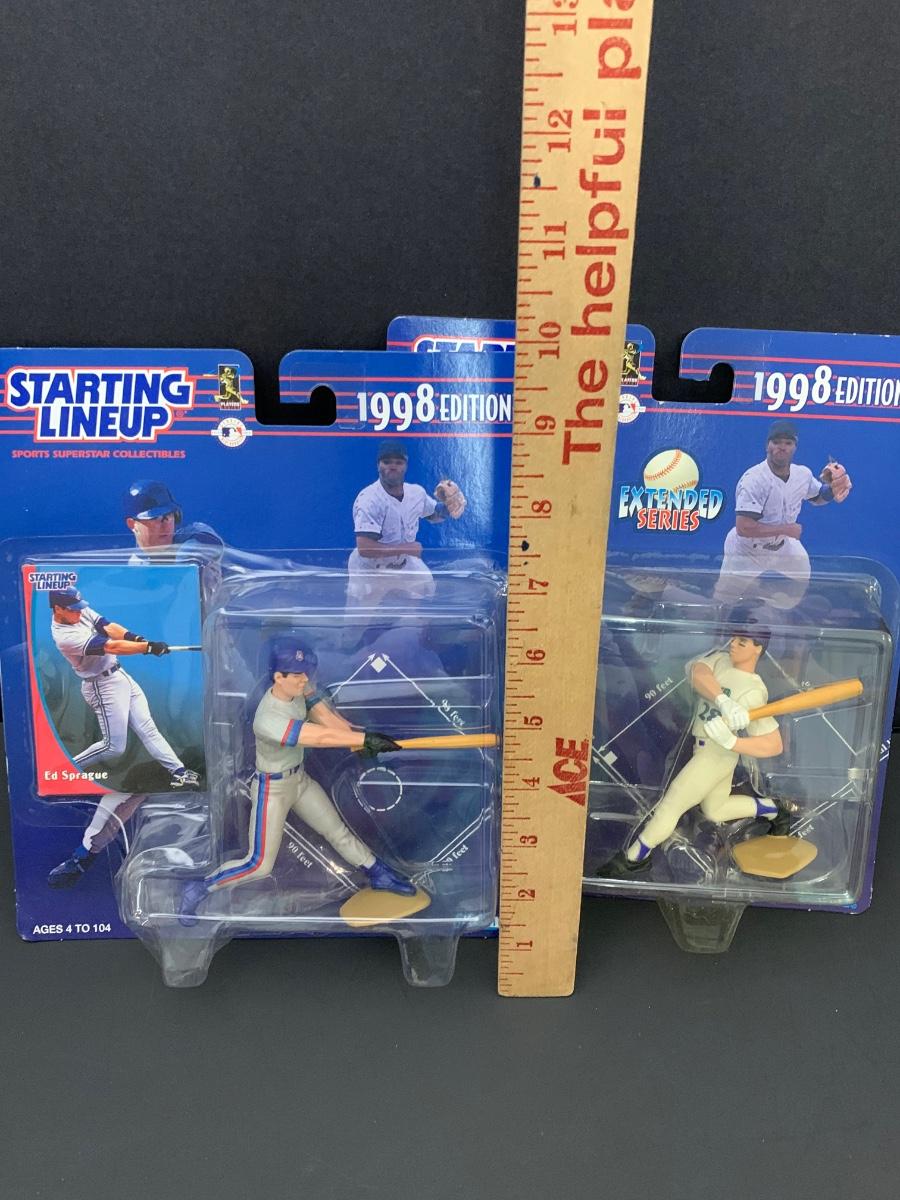 STARTING
LINEUP
SPORTS SUPERSTAR COLLECTIBLES
1998 EDITION
STARTING
LINEUP
Ed Sprague
90 feet
90 feet
AGES 4 TO 104
13
12
11
10
9
8
7
6
5
4
3
2
1
The helpful
ACE
1998 EDITION
EXTENDED
SERIES
90 feet